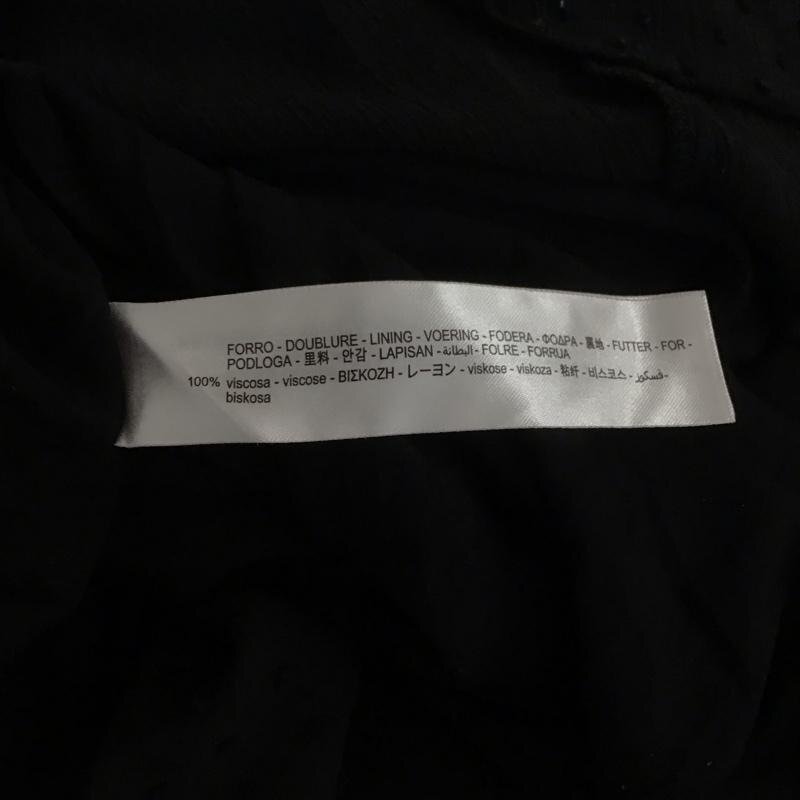 FORRO - DOUBLURE - LINING - VOERING - FODERA - ΦΟΔΡΑ - 裏地 - FUTTER - FOR -
PODLOGA - 里料 - 안감 - LAPISAN - البطانة - FOLRE - FORRUA
100% viscosa - viscose - ΒΙΣΚΟΖΗ - レーヨン - viskose - viskoza - 粘纤 - 비스코스 - فسكوز -
biskosa